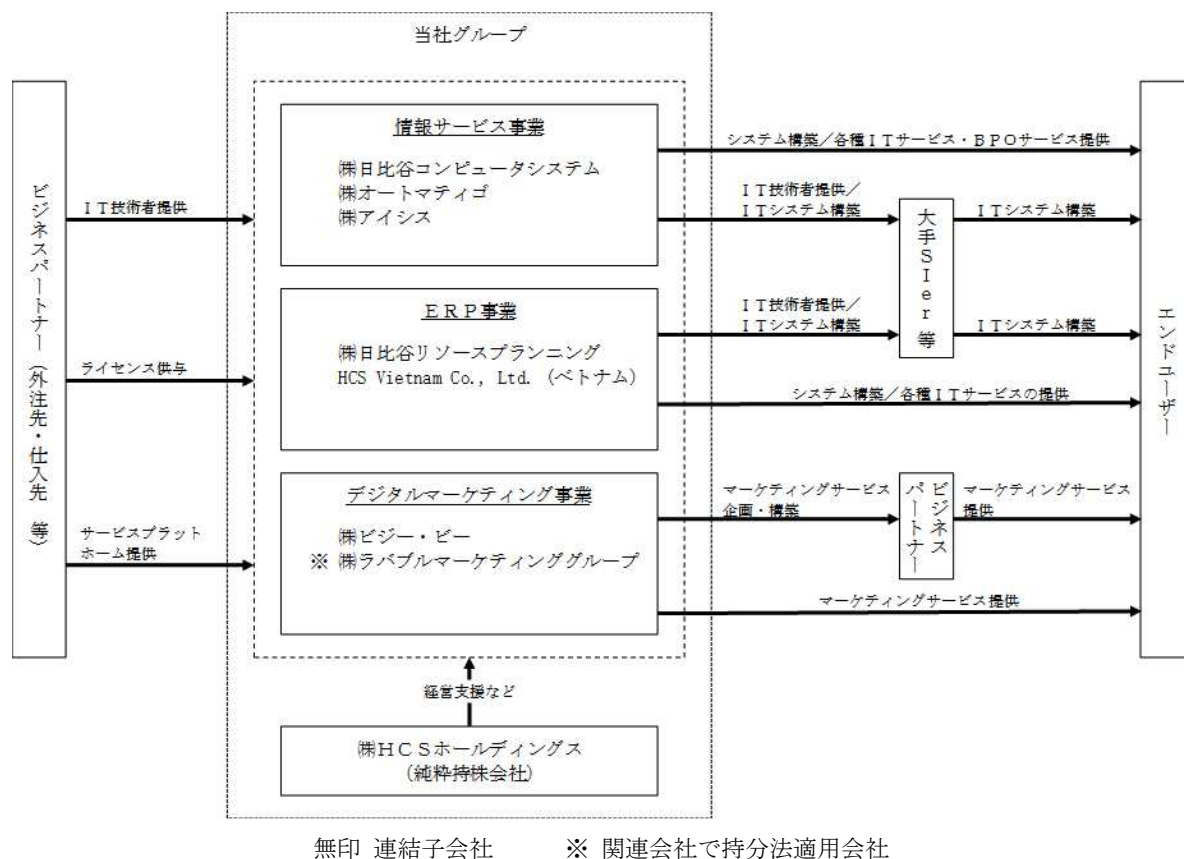 当社グループ
ビジネスパートナー（外注先・仕入先　等）
ＩＴ技術者提供
ライセンス供与
サービスプラット
ホーム提供
情報サービス事業
㈱日比谷コンピュータシステム
㈱オートマティゴ
㈱アイシス
ＥＲＰ事業
㈱日比谷リソースプランニング
HCS Vietnam Co., Ltd.（ベトナム）
デジタルマーケティング事業
㈱ビジー・ビー
※ ㈱ラバブルマーケティンググループ
経営支援など
㈱ＨＣＳホールディングス
(純粋持株会社)
システム構築／各種ＩＴサービス・ＢＰＯサービス提供
ＩＴ技術者提供／
ＩＴシステム構築
大手ＳＩｅｒ　等
ＩＴシステム構築
ＩＴ技術者提供／
ＩＴシステム構築
ＩＴシステム構築
システム構築／各種ＩＴサービスの提供
マーケティングサービス
企画・構築
ビジネス
パートナー
マーケティングサービス
提供
マーケティングサービス提供
エンドユーザー
無印 連結子会社　　※ 関連会社で持分法適用会社